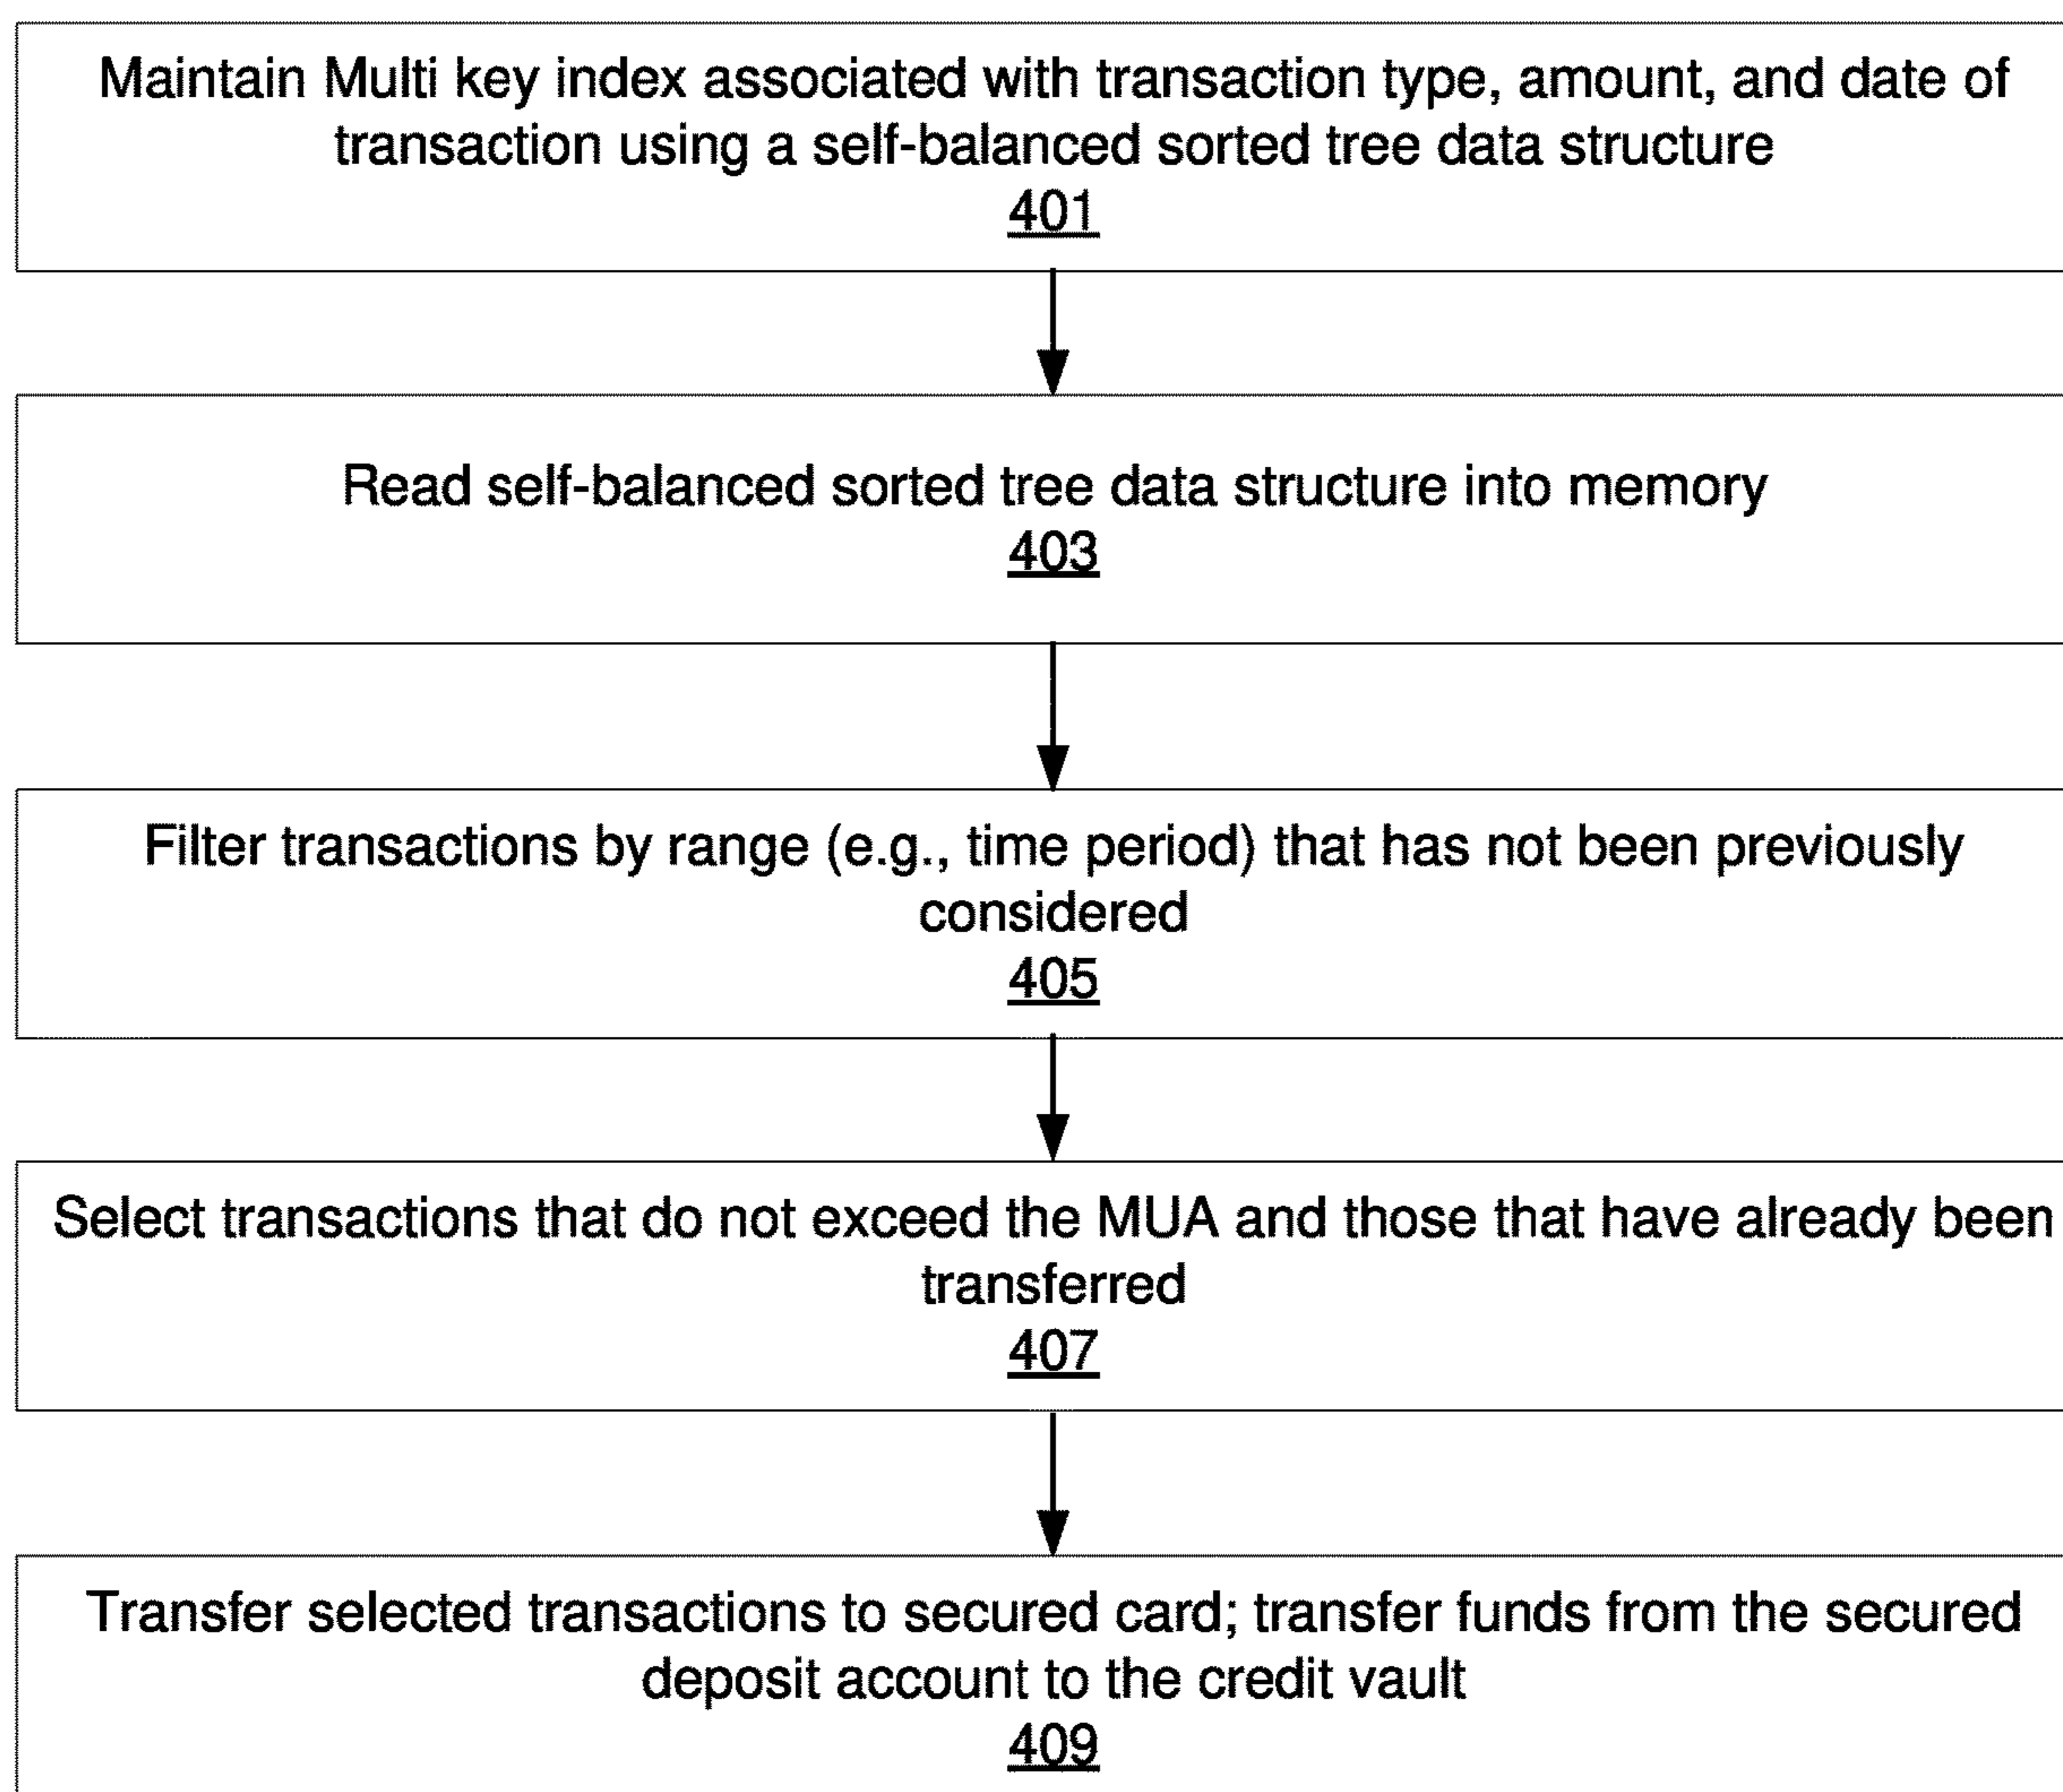 Maintain Multi key index associated with transaction type, amount, and date of
transaction using a self-balanced sorted tree data structure
401
Read self-balanced sorted tree data structure into memory
403
Filter transactions by range (e.g., time period) that has not been previously
considered
405
Select transactions that do not exceed the MUA and those that have already been
transferred
407
Transfer selected transactions to secured card; transfer funds from the secured
deposit account to the credit vault
409